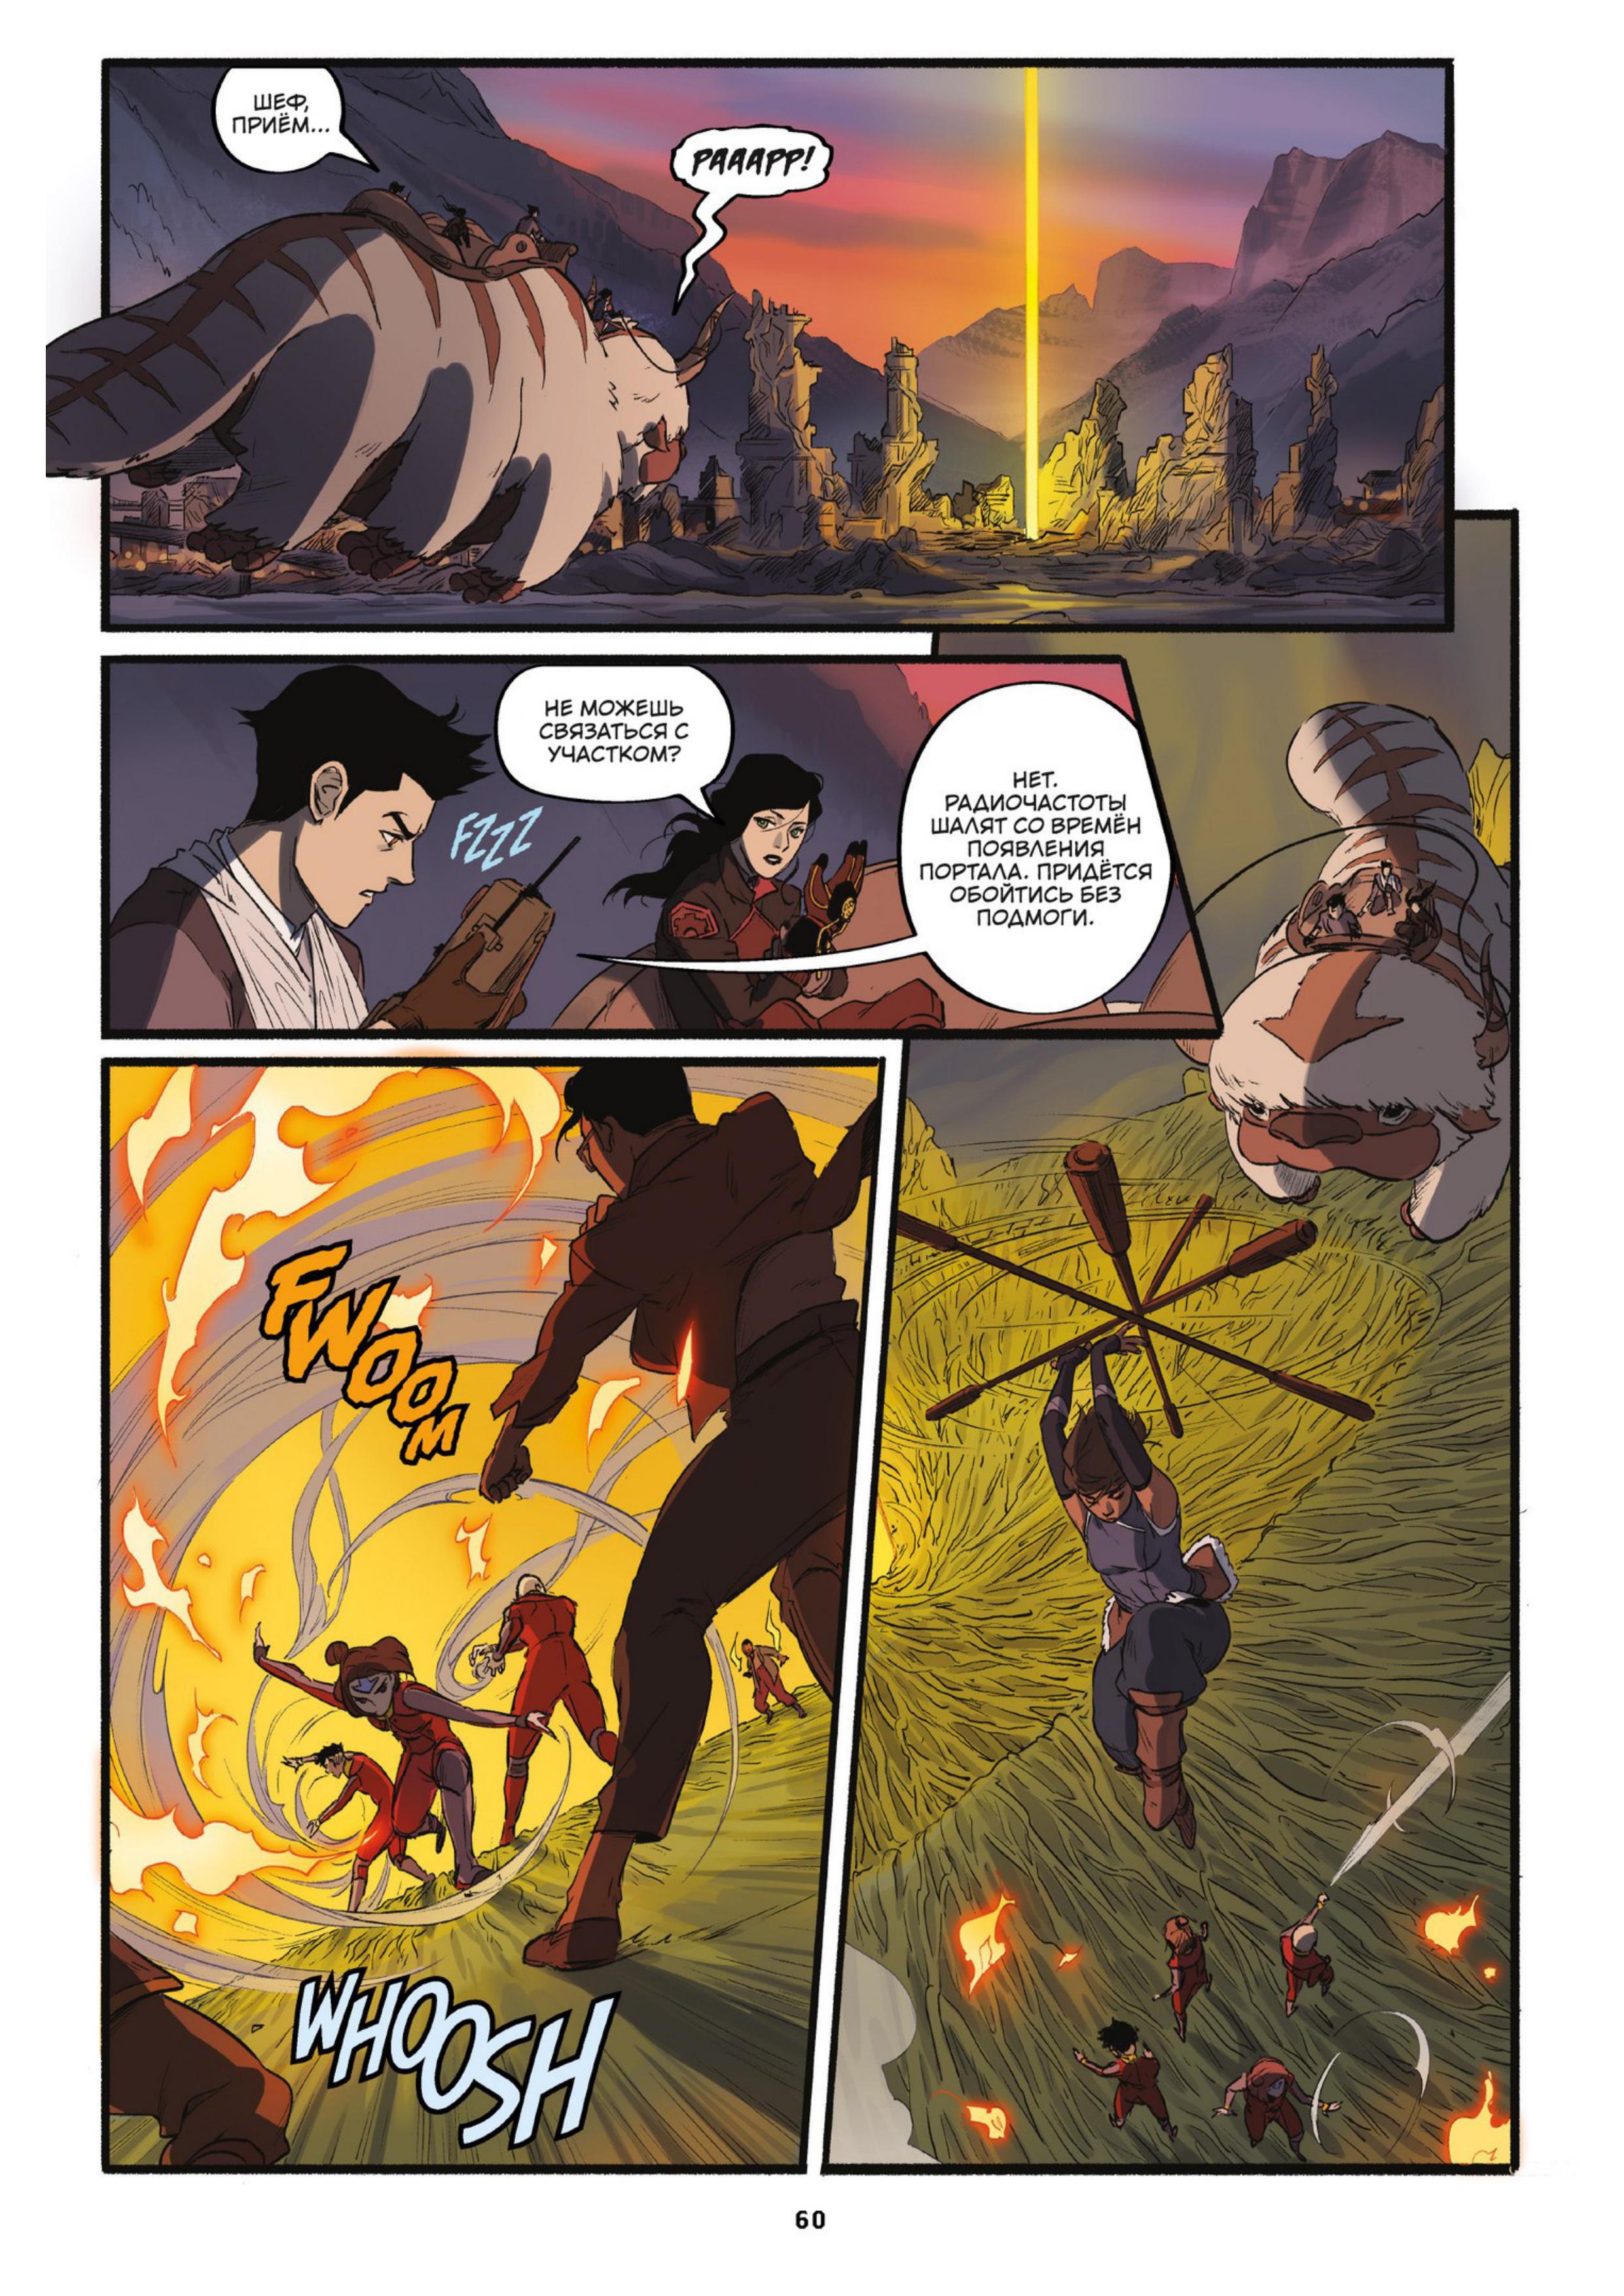 ШЕФ,
ПРИЁМ...
РАААРР!
НЕ МОЖЕШЬ
СВЯЗАТЬСЯ С
УЧАСТКОМ?
FZZZ
НЕТ.
РАДИОЧАСТОТЫ
ШАЛЯТ СО ВРЕМЁН
ПОЯВЛЕНИЯ
ПОРТАЛА. ПРИДЁТСЯ
ОБОЙТИСЬ БЕЗ
ПОДМОГИ.
FWOOM
WHOOSH
60